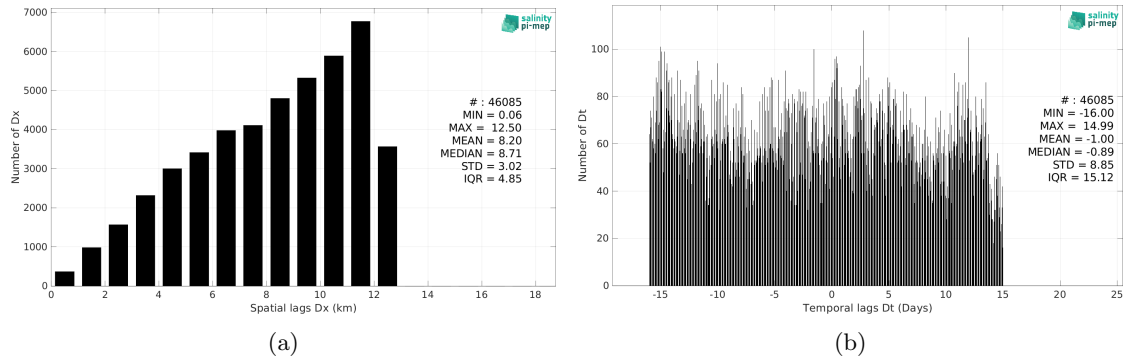 salinity
pi-mep
7000
6000
5000
4000
3000
2000
1000
0
Number of Dx
# : 46085
MIN = 0.06
MAX = 12.50
MEAN = 8.20
MEDIAN = 8.71
STD = 3.02
IQR = 4.85
0 2 4 6 8 10 12 14 16 18
Spatial lags Dx (km)
(a)
salinity
pi-mep
100
80
60
40
20
0
Number of Dt
# : 46085
MIN = -16.00
MAX = 14.99
MEAN = -1.00
MEDIAN = -0.89
STD = 8.85
IQR = 15.12
-15 -10 -5 0 5 10 15 20 25
Temporal lags Dt (Days)
(b)